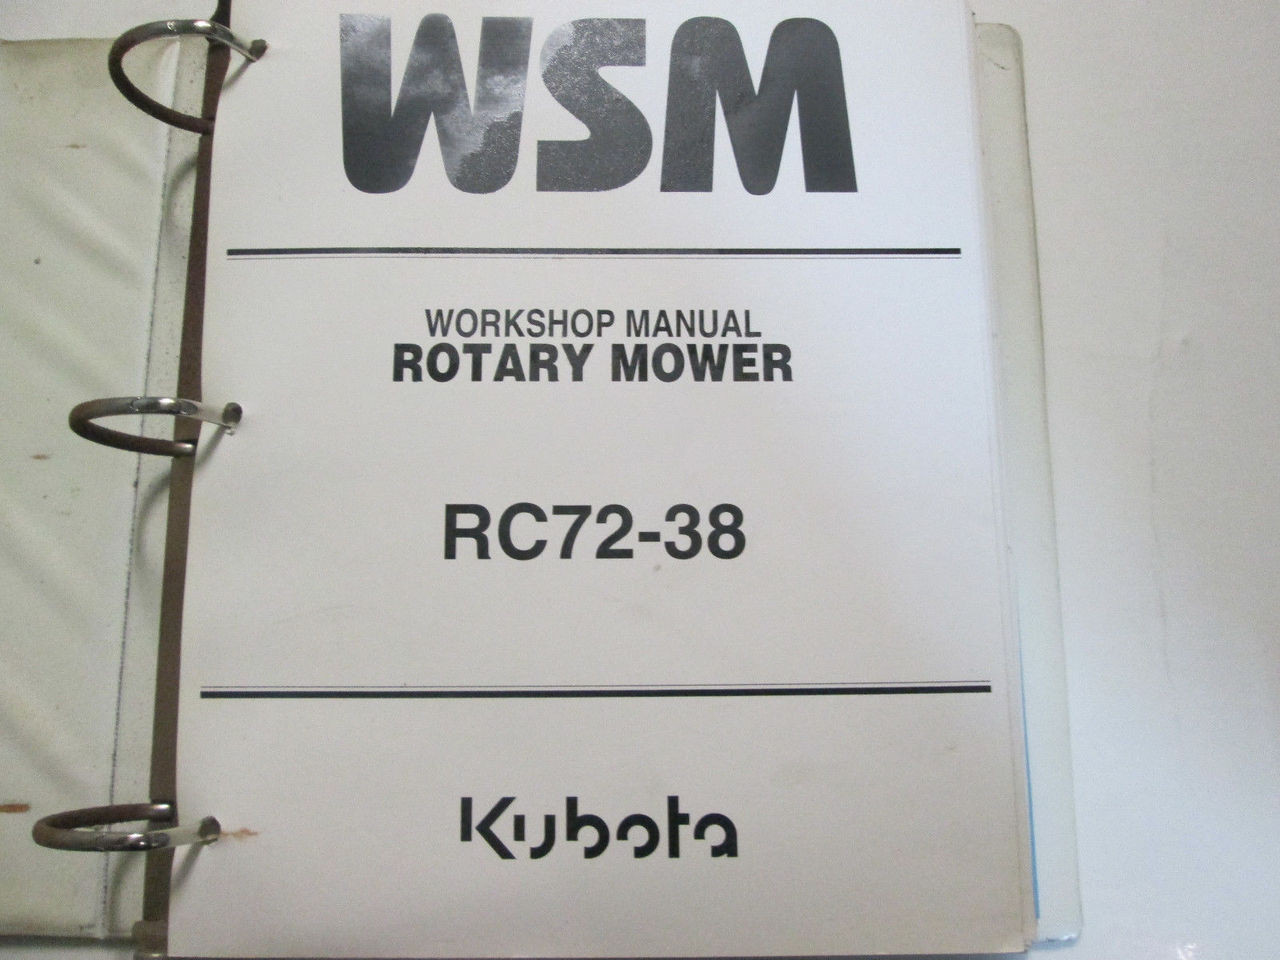 WSM
WORKSHOP MANUAL
ROTARY MOWER
RC72-38
Kubota